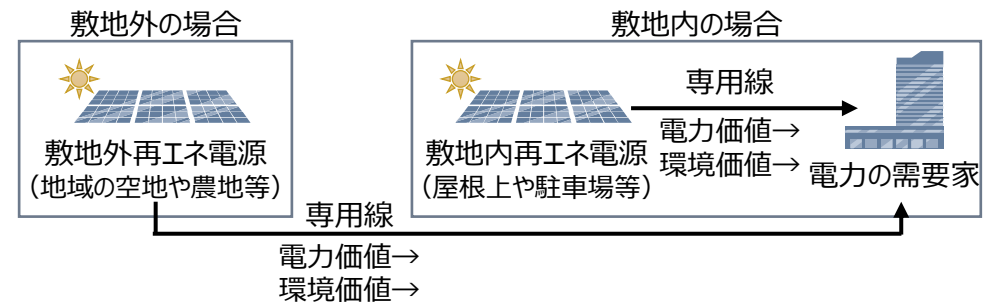 敷地外の場合
敷地外再エネ電源
（地域の空地や農地等）
敷地内の場合
敷地内再エネ電源
（屋根上や駐車場等）
専用線
電力価値→
環境価値→
電力の需要家
専用線
電力価値→
環境価値→